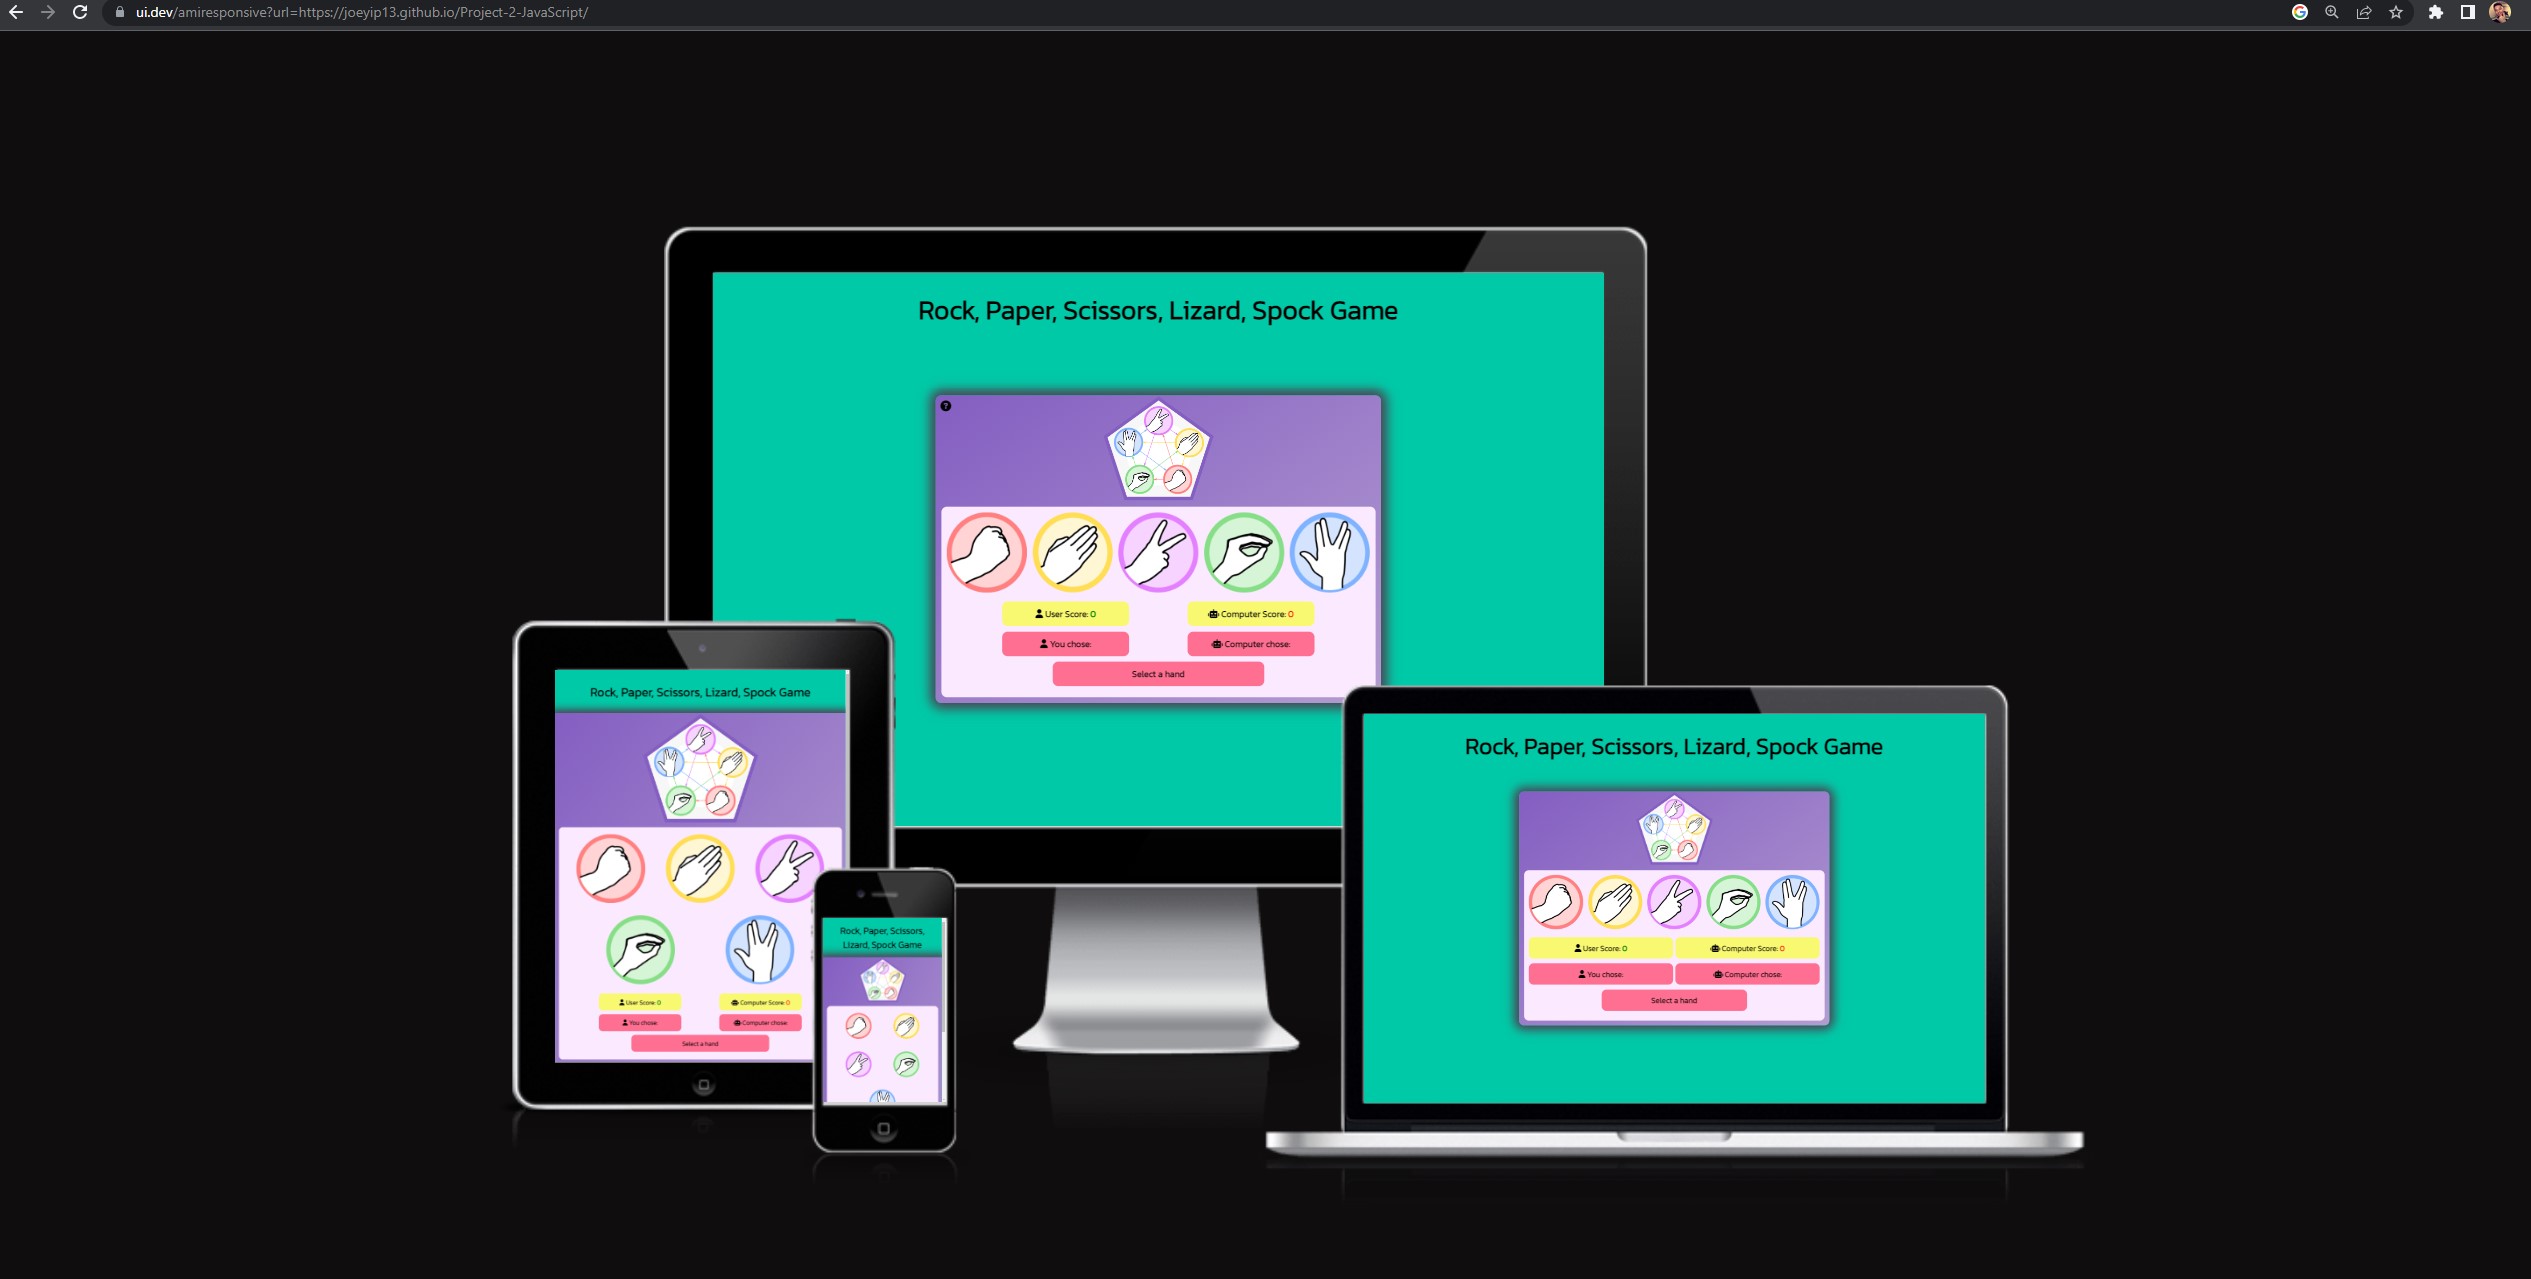 ui.dev/amiresponsive?url=https://joeyip13.github.io/Project-2-JavaScript/
Rock, Paper, Scissors, Lizard, Spock Game
User Score: 0
Computer Score: 0
You chose:
Computer chose:
Select a hand
Rock, Paper, Scissors, Lizard, Spock Game
User Score: 0
Computer Score: 0
You chose:
Computer chose:
Select a hand
Rock, Paper, Scissors,
Lizard, Spock Game
Rock, Paper, Scissors, Lizard, Spock Game
User Score: 0
Computer Score: 0
You chose:
Computer chose:
Select a hand